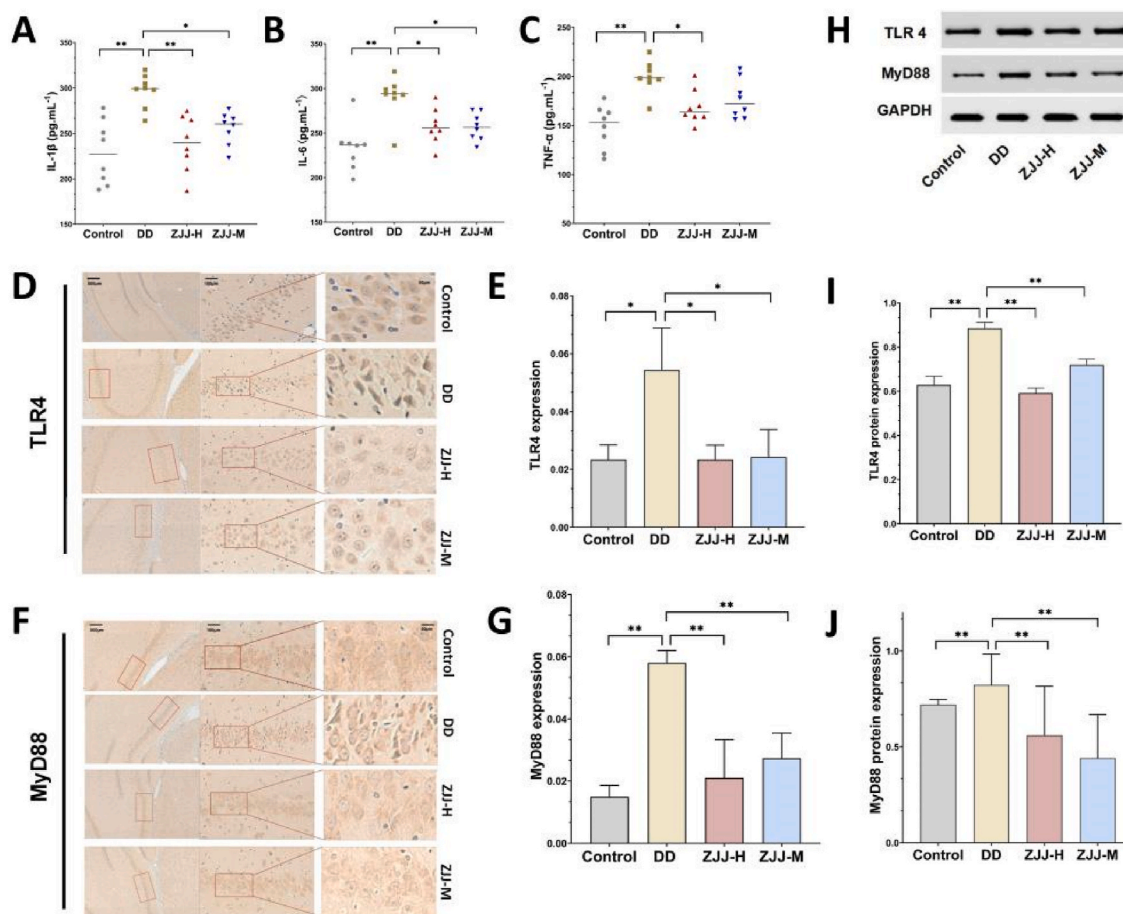 A
IL-1β (pg.mL⁻¹)
350
300
250
200
150
** ** *
Control DD ZJJ-H ZJJ-M
B
IL-6 (pg.mL⁻¹)
350
300
250
200
150
** * *
Control DD ZJJ-H ZJJ-M
C
TNF-α (pg.mL⁻¹)
250
200
150
100
50
** *
Control DD ZJJ-H ZJJ-M
H
TLR 4
MyD88
GAPDH
Control DD ZJJ-H ZJJ-M
D
TLR4
Control
DD
ZJJ-H
ZJJ-M
E
TLR4 expression
0.08
0.06
0.04
0.02
0.00
* * *
Control DD ZJJ-H ZJJ-M
I
TLR4 protein expression
1.0
0.8
0.6
0.4
0.2
0.0
** ** **
Control DD ZJJ-H ZJJ-M
F
MyD88
Control
DD
ZJJ-H
ZJJ-M
G
MyD88 expression
0.08
0.06
0.04
0.02
0.00
** ** **
Control DD ZJJ-H ZJJ-M
J
MyD88 protein expression
1.0
0.5
0.0
** ** **
Control DD ZJJ-H ZJJ-M